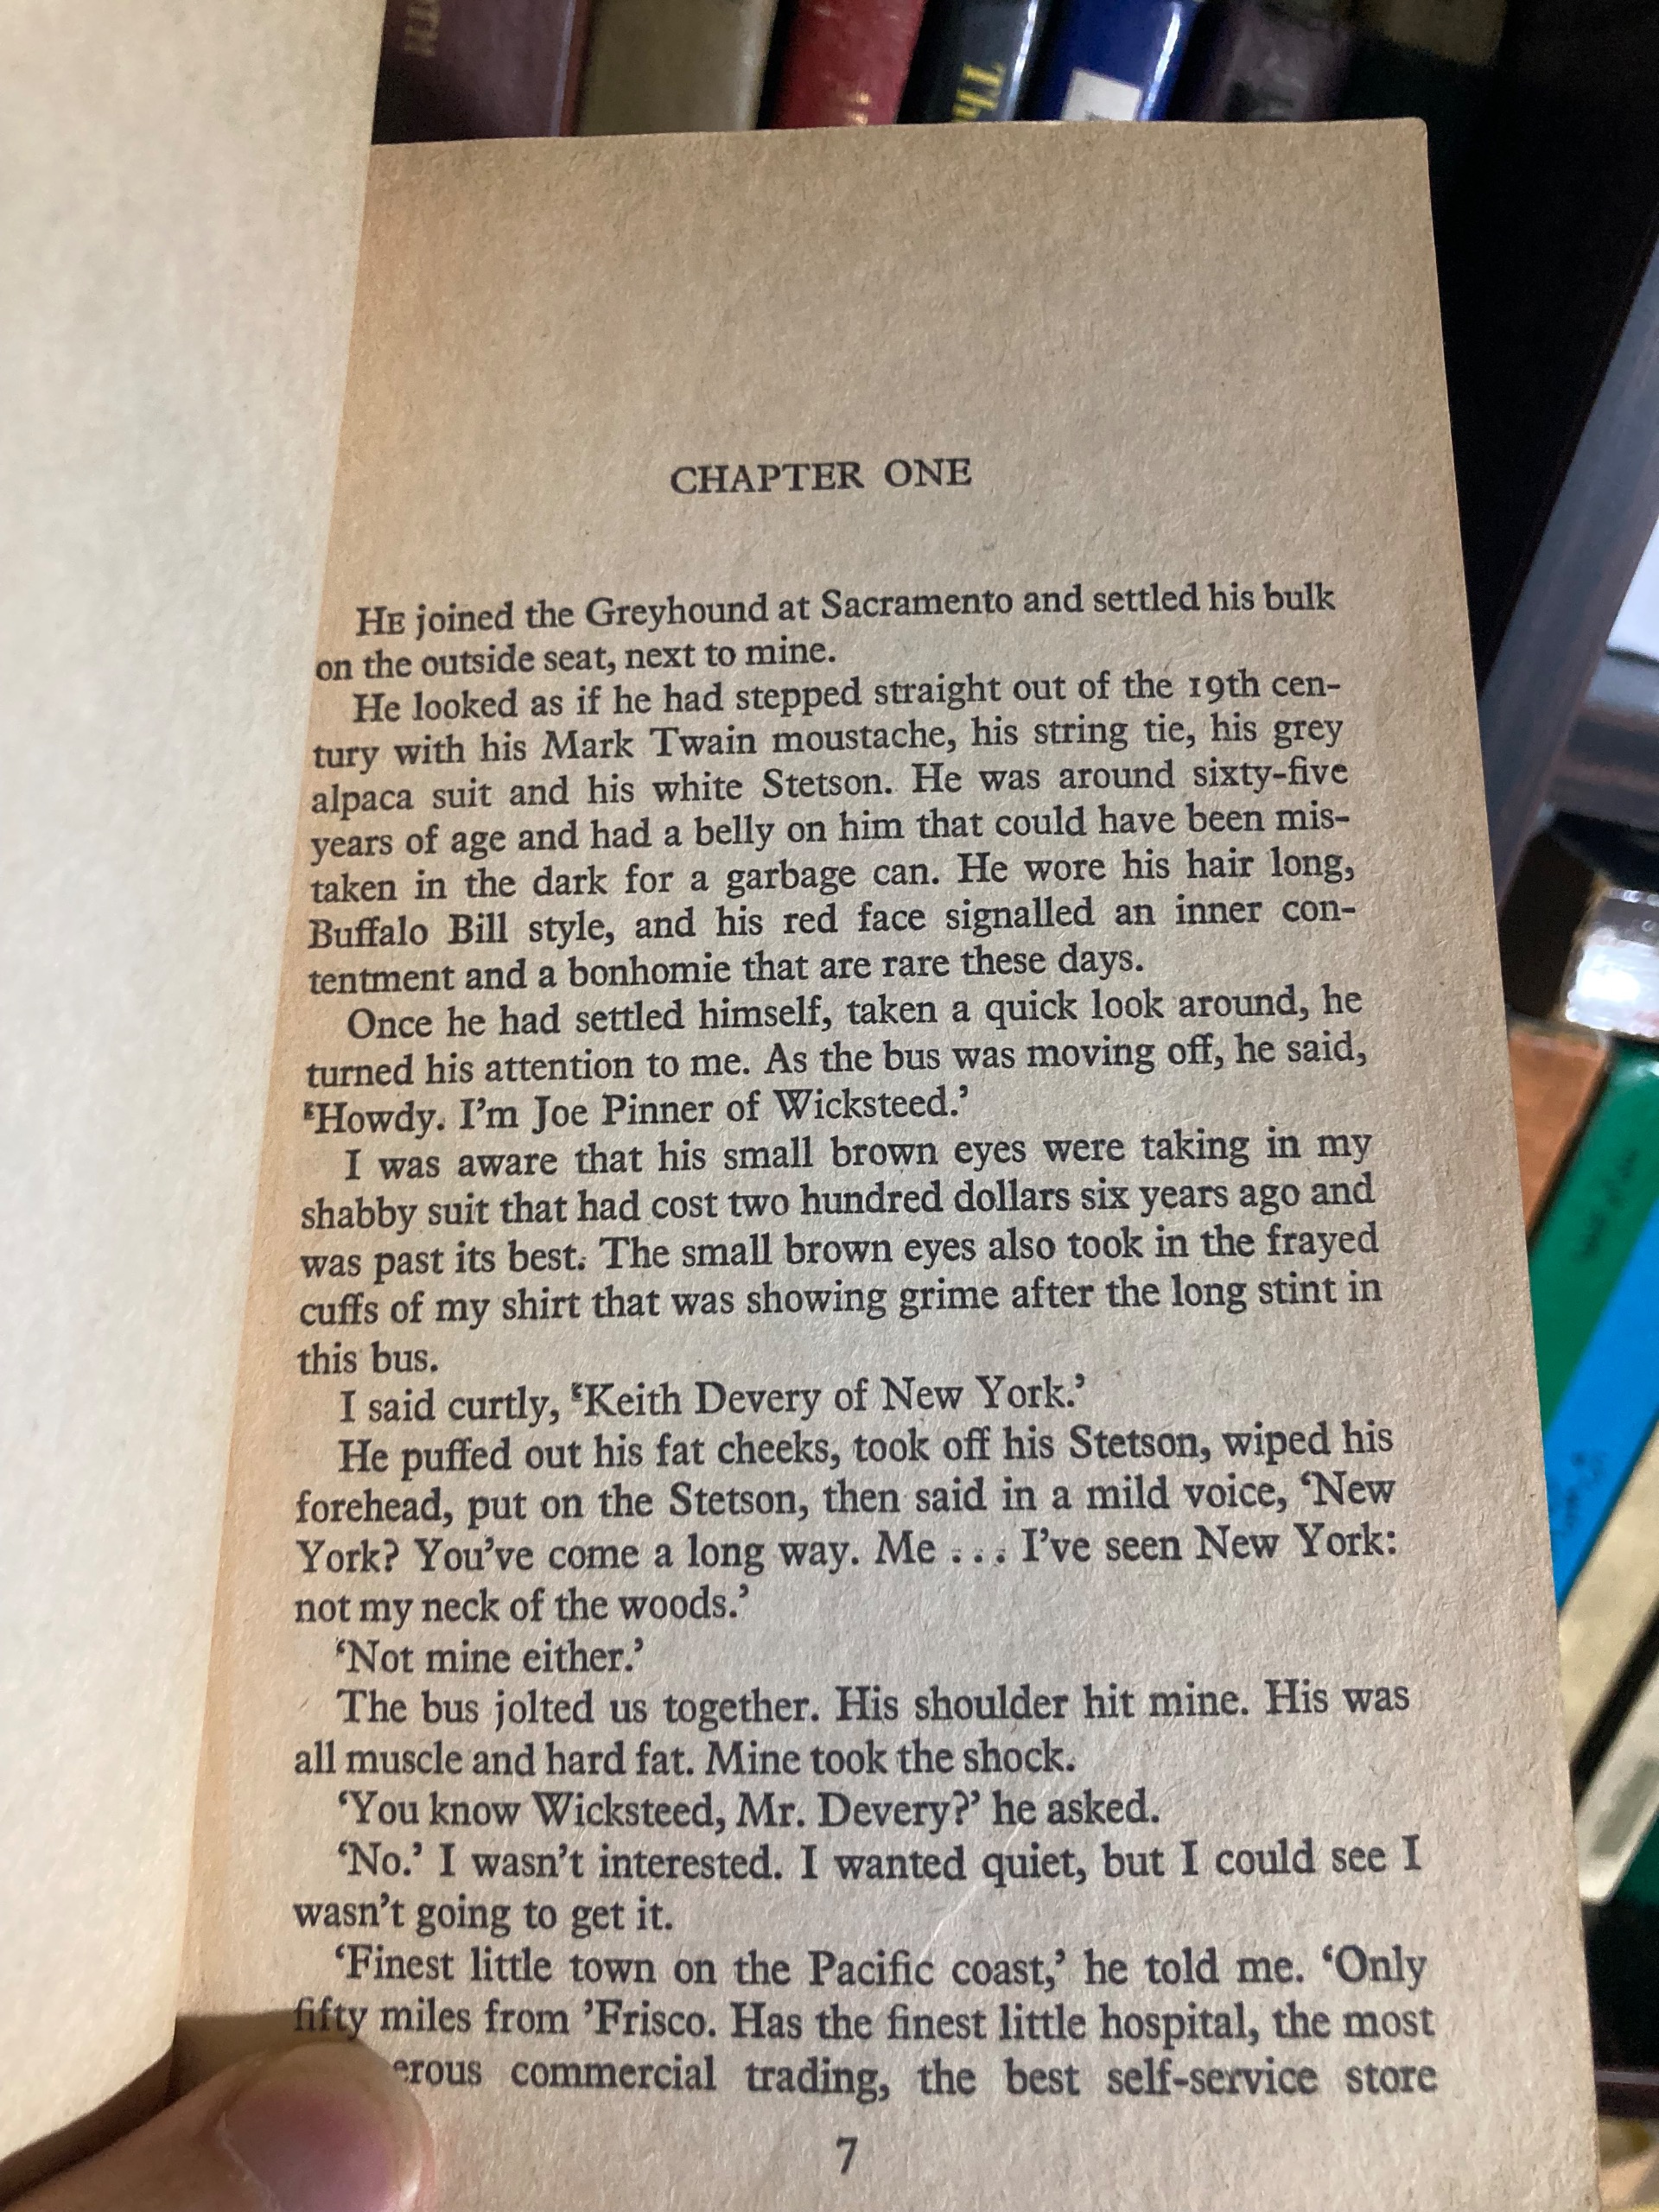 Th
CHAPTER ONE
HE joined the Greyhound at Sacramento and settled his bulk
on the outside seat, next to mine.
He looked as if he had stepped straight out of the 19th cen-
tury with his Mark Twain moustache, his string tie, his grey
alpaca suit and his white Stetson. He was around sixty-five
years of age and had a belly on him that could have been mis-
taken in the dark for a garbage can. He wore his hair long,
Buffalo Bill style, and his red face signalled an inner con-
tentment and a bonhomie that are rare these days.
Once he had settled himself, taken a quick look around, he
turned his attention to me. As the bus was moving off, he said,
‘Howdy. I’m Joe Pinner of Wicksteed.’
I was aware that his small brown eyes were taking in my
shabby suit that had cost two hundred dollars six years ago and
was past its best. The small brown eyes also took in the frayed
cuffs of my shirt that was showing grime after the long stint in
this bus.
I said curtly, ‘Keith Devery of New York.’
He puffed out his fat cheeks, took off his Stetson, wiped his
forehead, put on the Stetson, then said in a mild voice, ‘New
York? You’ve come a long way. Me . . . I’ve seen New York:
not my neck of the woods.’
‘Not mine either.’
The bus jolted us together. His shoulder hit mine. His was
all muscle and hard fat. Mine took the shock.
‘You know Wicksteed, Mr. Devery?’ he asked.
‘No.’ I wasn’t interested. I wanted quiet, but I could see I
wasn’t going to get it.
‘Finest little town on the Pacific coast,’ he told me. ‘Only
fifty miles from ’Frisco. Has the finest little hospital, the most
erous commercial trading, the best self-service store
7